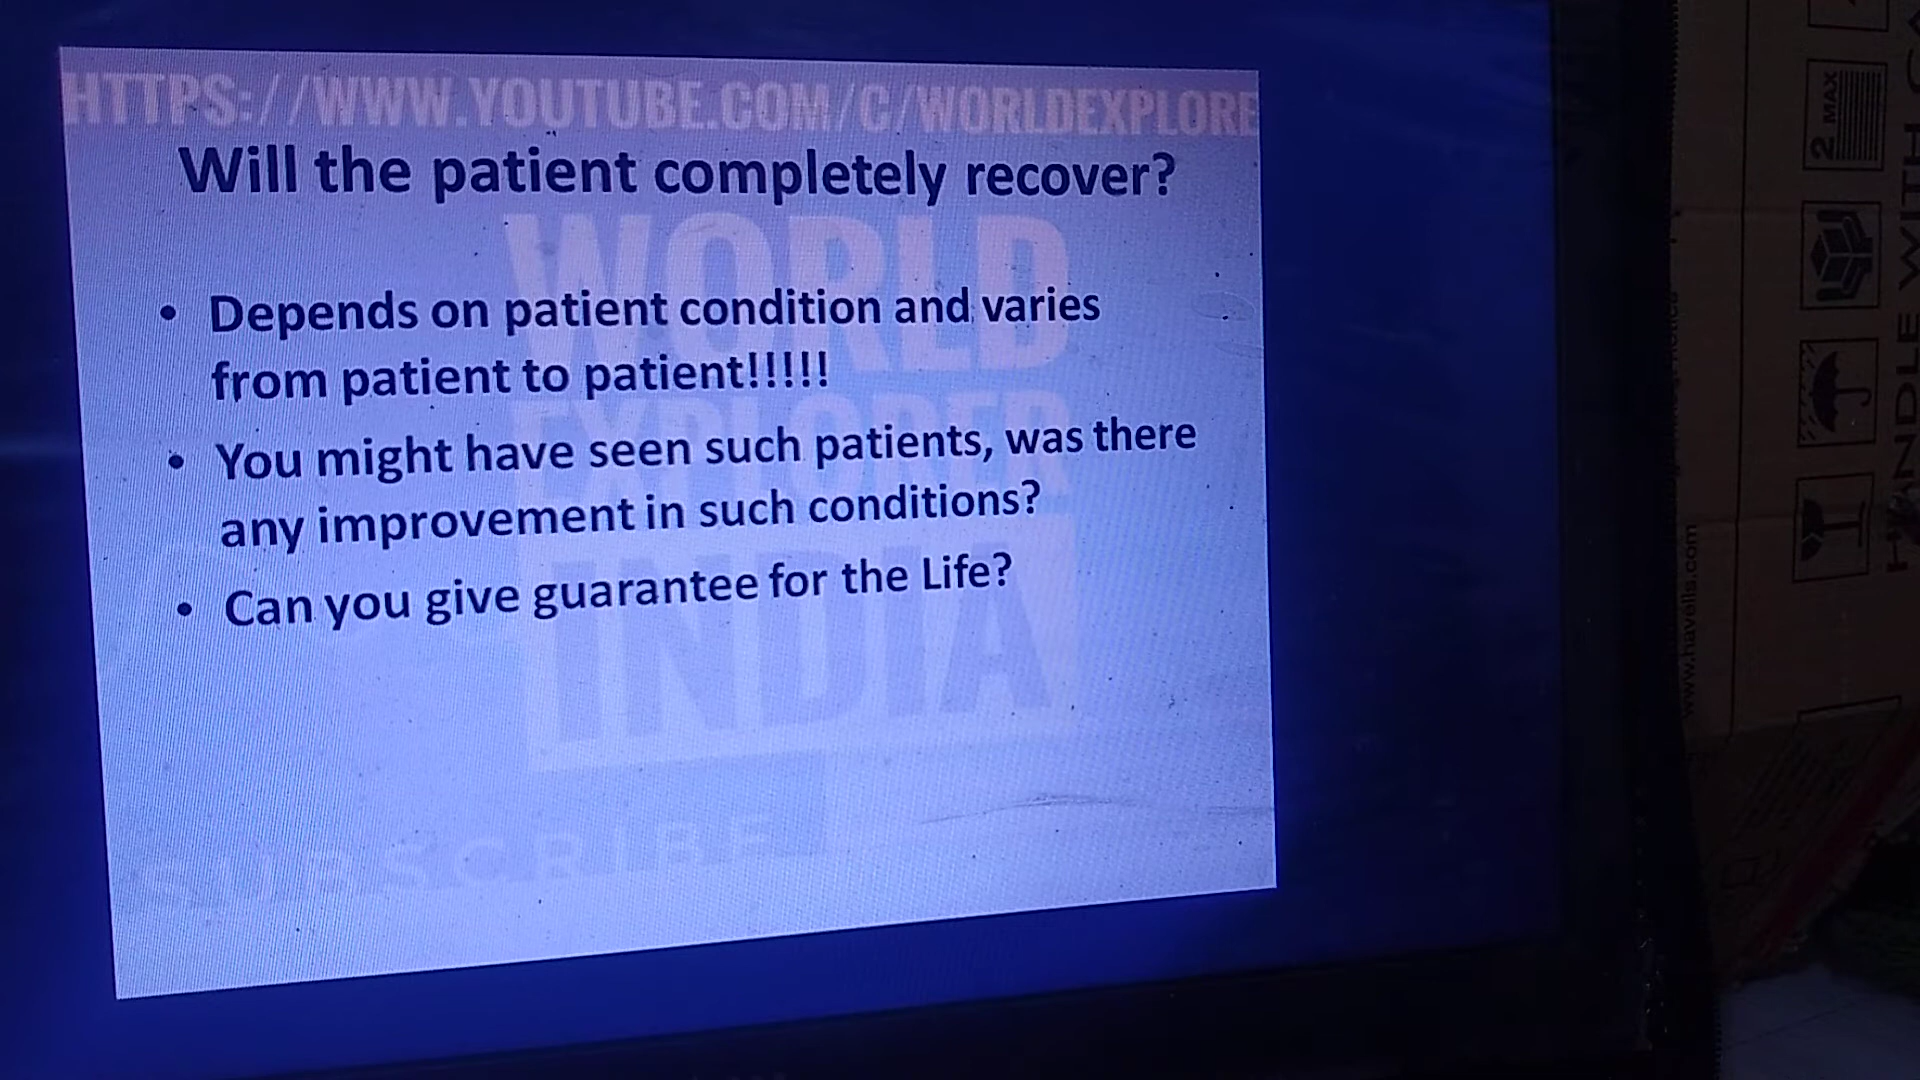 HTTPS://WWW.YOUTUBE.COM/C/WORLDEXPLORE
Will the patient completely recover?
WORLD
EXPLORER
INDIA
• Depends on patient condition and varies
from patient to patient!!!!!
• You might have seen such patients, was there
any improvement in such conditions?
• Can you give guarantee for the Life?
SUBSCRIBE
2 MAX
HANDLE WITH
www.havells.com